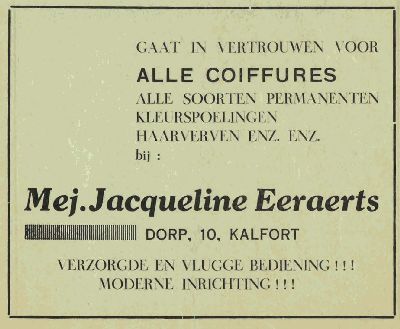 GAAT IN VERTROUWEN VOOR
ALLE COIFFURES
ALLE SOORTEN PERMANENTEN
KLEURSPOELINGEN
HAARVERVEN ENZ. ENZ.
bij :
Mej. Jacqueline Eeraerts
DORP, 10, KALFORT
VERZORGDE EN VLUGGE BEDIENING ! ! !
MODERNE INRICHTING ! ! !